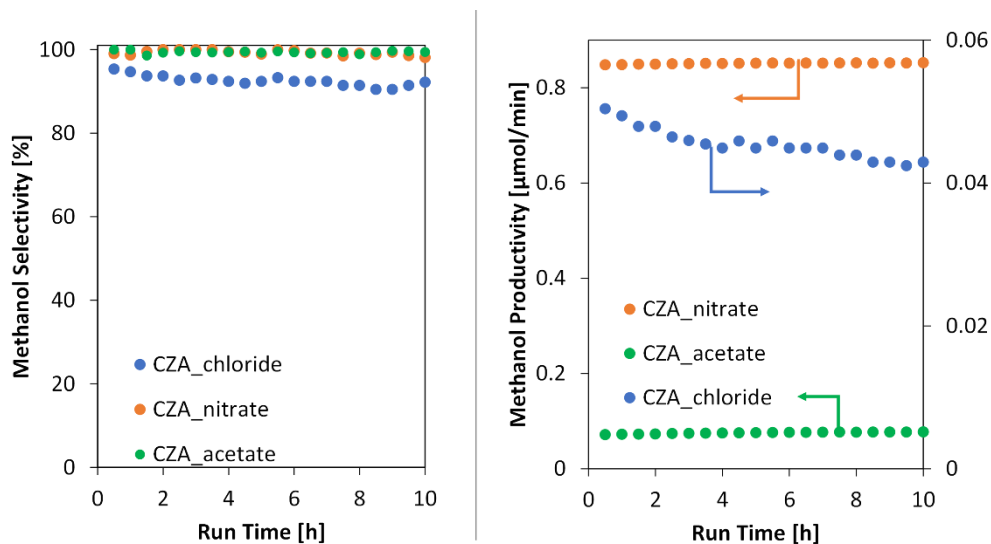 Methanol Selectivity [%]
100
80
60
40
20
0
CZA_chloride
CZA_nitrate
CZA_acetate
0 2 4 6 8 10
Run Time [h]
Methanol Productivity [µmol/min]
0.8
0.6
0.4
0.2
0
CZA_nitrate
CZA_acetate
CZA_chloride
0.06
0.04
0.02
0
0 2 4 6 8 10
Run Time [h]